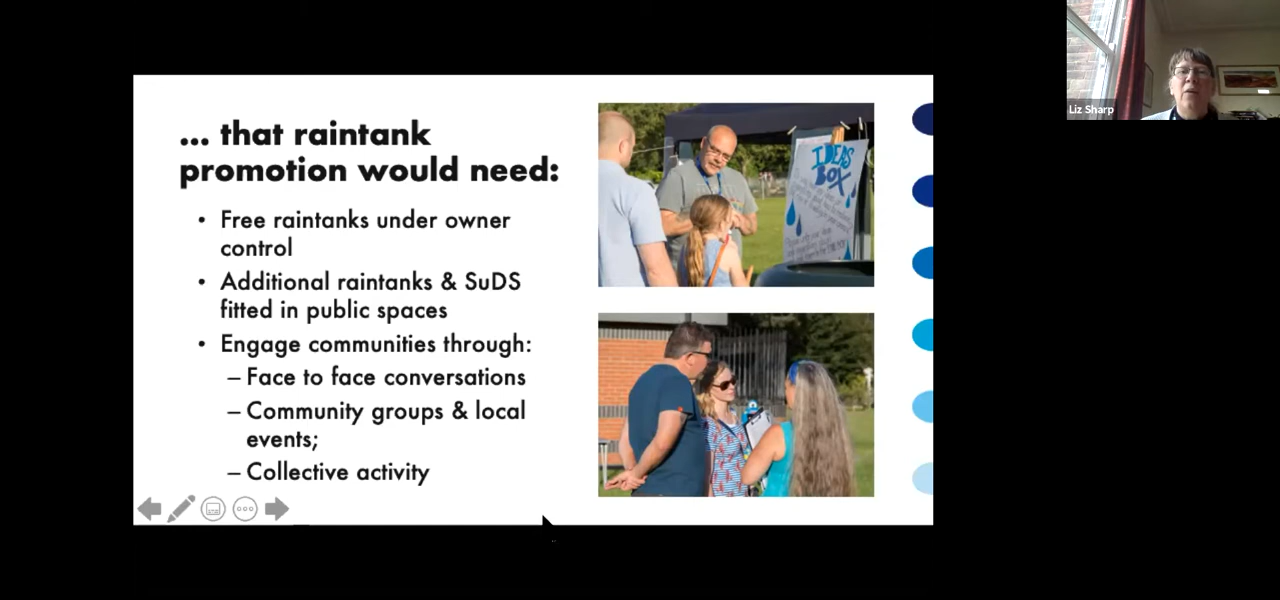 ... that raintank
promotion would need:
• Free raintanks under owner
control
• Additional raintanks & SuDS
fitted in public spaces
• Engage communities through:
– Face to face conversations
– Community groups & local
events;
– Collective activity
IDEAS
BOX
Liz Sharp